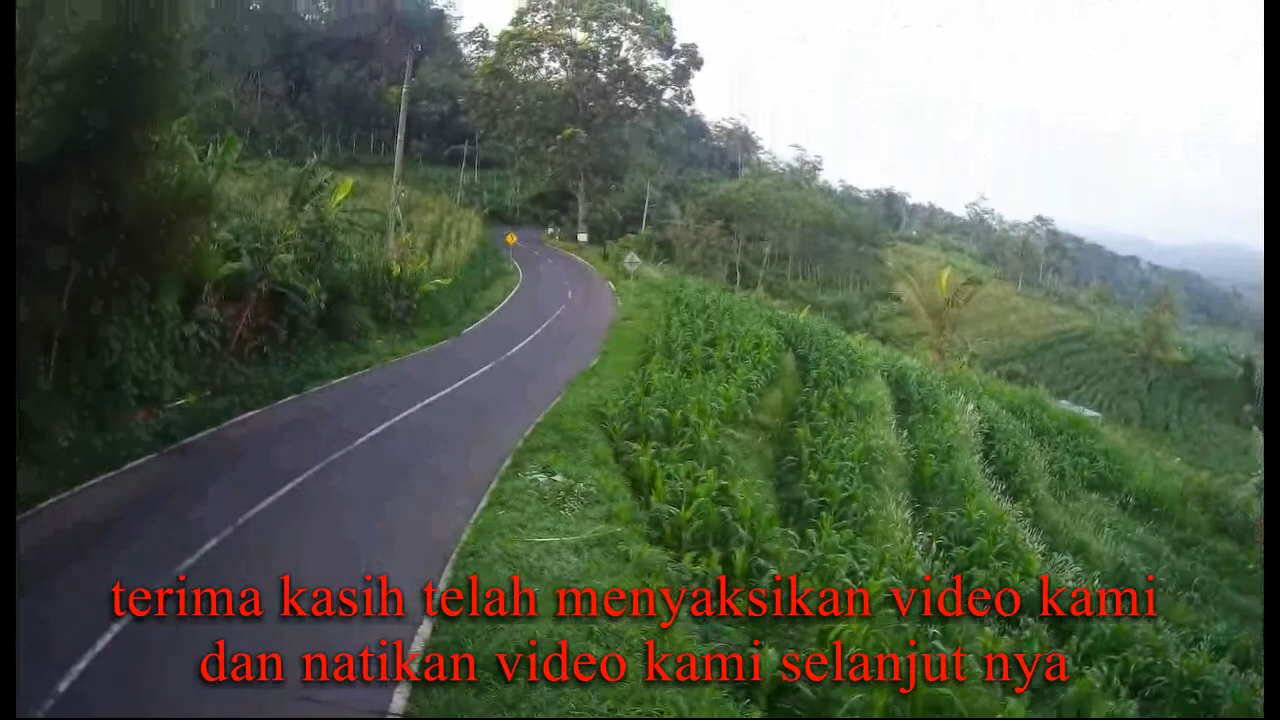 terima kasih telah menyaksikan video kami
dan natikan video kami selanjut nya